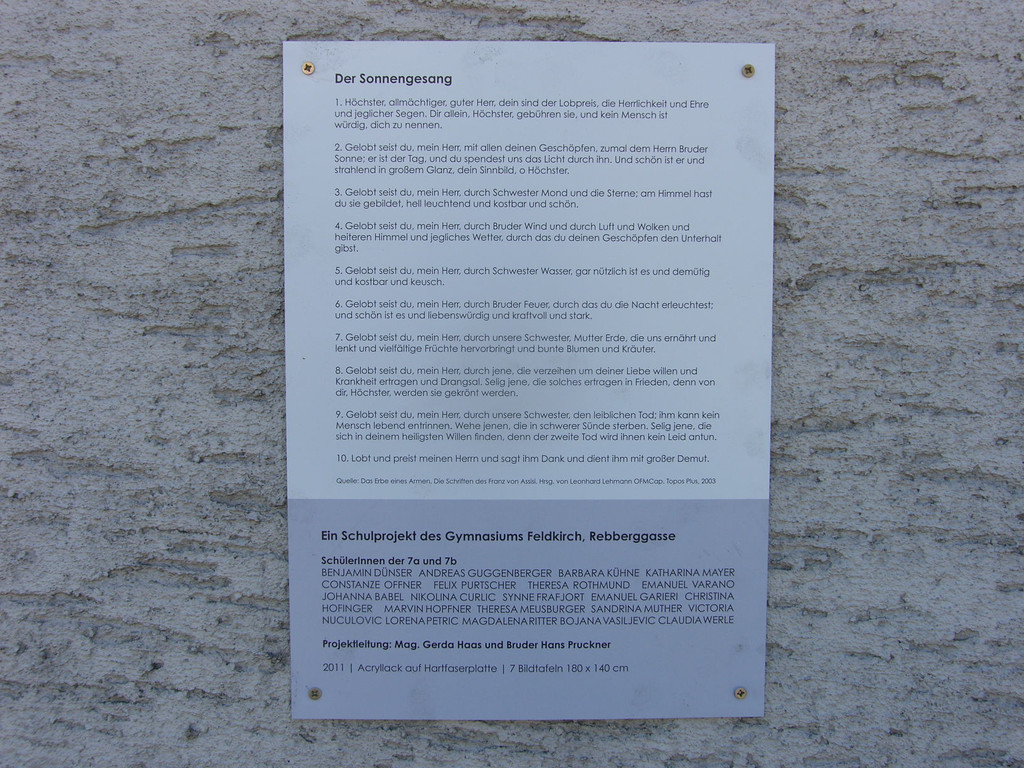 Der Sonnengesang
1. Höchster, allmächtiger, guter Herr, dein sind der Lobpreis, die Herrlichkeit und Ehre
und jeglicher Segen. Dir allein, Höchster, gebühren sie, und kein Mensch ist
würdig, dich zu nennen.
2. Gelobt seist du, mein Herr, mit allen deinen Geschöpfen, zumal dem Herrn Bruder
Sonne; er ist der Tag, und du spendest uns das Licht durch ihn. Und schön ist er und
strahlend in großem Glanz, dein Sinnbild, o Höchster.
3. Gelobt seist du, mein Herr, durch Schwester Mond und die Sterne; am Himmel hast
du sie gebildet, hell leuchtend und kostbar und schön.
4. Gelobt seist du, mein Herr, durch Bruder Wind und durch Luft und Wolken und
heiteren Himmel und jegliches Wetter, durch das du deinen Geschöpfen den Unterhalt
gibst.
5. Gelobt seist du, mein Herr, durch Schwester Wasser, gar nützlich ist es und demütig
und kostbar und keusch.
6. Gelobt seist du, mein Herr, durch Bruder Feuer, durch das du die Nacht erleuchtest;
und schön ist es und liebenswürdig und kraftvoll und stark.
7. Gelobt seist du, mein Herr, durch unsere Schwester, Mutter Erde, die uns ernährt und
lenkt und vielfältige Früchte hervorbringt und bunte Blumen und Kräuter.
8. Gelobt seist du, mein Herr, durch jene, die verzeihen um deiner Liebe willen und
Krankheit ertragen und Drangsal. Selig jene, die solches ertragen in Frieden, denn von
dir, Höchster, werden sie gekrönt werden.
9. Gelobt seist du, mein Herr, durch unsere Schwester, den leiblichen Tod; ihm kann kein
Mensch lebend entrinnen. Wehe jenen, die in schwerer Sünde sterben. Selig jene, die
sich in deinem heiligsten Willen finden, denn der zweite Tod wird ihnen kein Leid antun.
10. Lobt und preist meinen Herrn und sagt ihm Dank und dient ihm mit großer Demut.
Quelle: Das Erbe eines Armen. Die Schriften des Franz von Assisi. Hrsg. von Leonhard Lehmann OFMCap. Topos Plus, 2003
Ein Schulprojekt des Gymnasiums Feldkirch, Rebberggasse
SchülerInnen der 7a und 7b
BENJAMIN DÜNSER ANDREAS GUGGENBERGER BARBARA KÜHNE KATHARINA MAYER
CONSTANZE OFFNER FELIX PURTSCHER THERESA ROTHMUND EMANUEL VARANO
JOHANNA BABEL NIKOLINA CURLIC SYNNE FRAFJORT EMANUEL GARIERI CHRISTINA
HOFINGER MARVIN HOPFNER THERESA MEUSBURGER SANDRINA MUTHER VICTORIA
NUCULOVIC LORENA PETRIC MAGDALENA RITTER BOJANA VASILJEVIC CLAUDIA WERLE
Projektleitung: Mag. Gerda Haas und Bruder Hans Pruckner
2011 | Acryllack auf Hartfaserplatte | 7 Bildtafeln 180 x 140 cm